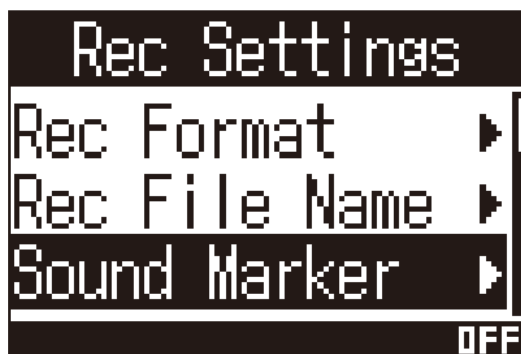 Rec Settings
Rec Format
Rec File Name
Sound Marker
OFF